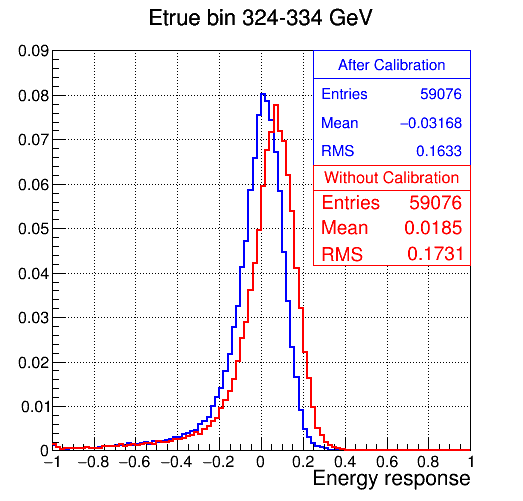 Etrue bin 324-334 GeV
0.09
0.08
0.07
0.06
0.05
0.04
0.03
0.02
0.01
0
After Calibration
Entries 59076
Mean −0.03168
RMS 0.1633
Without Calibration
Entries 59076
Mean 0.0185
RMS 0.1731
−1 −0.8 −0.6 −0.4 −0.2 0 0.2 0.4 0.6 0.8 1
Energy response